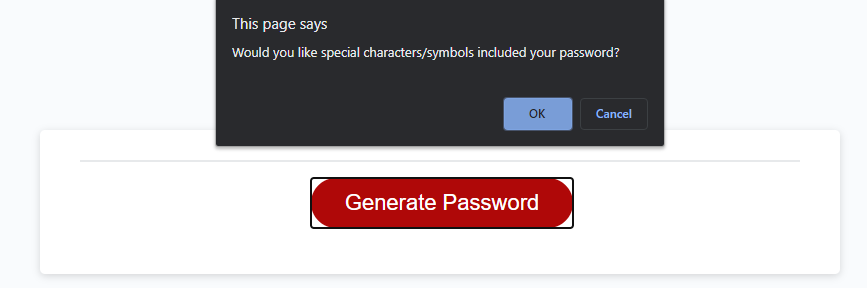 This page says
Would you like special characters/symbols included your password?
OK
Cancel
Generate Password